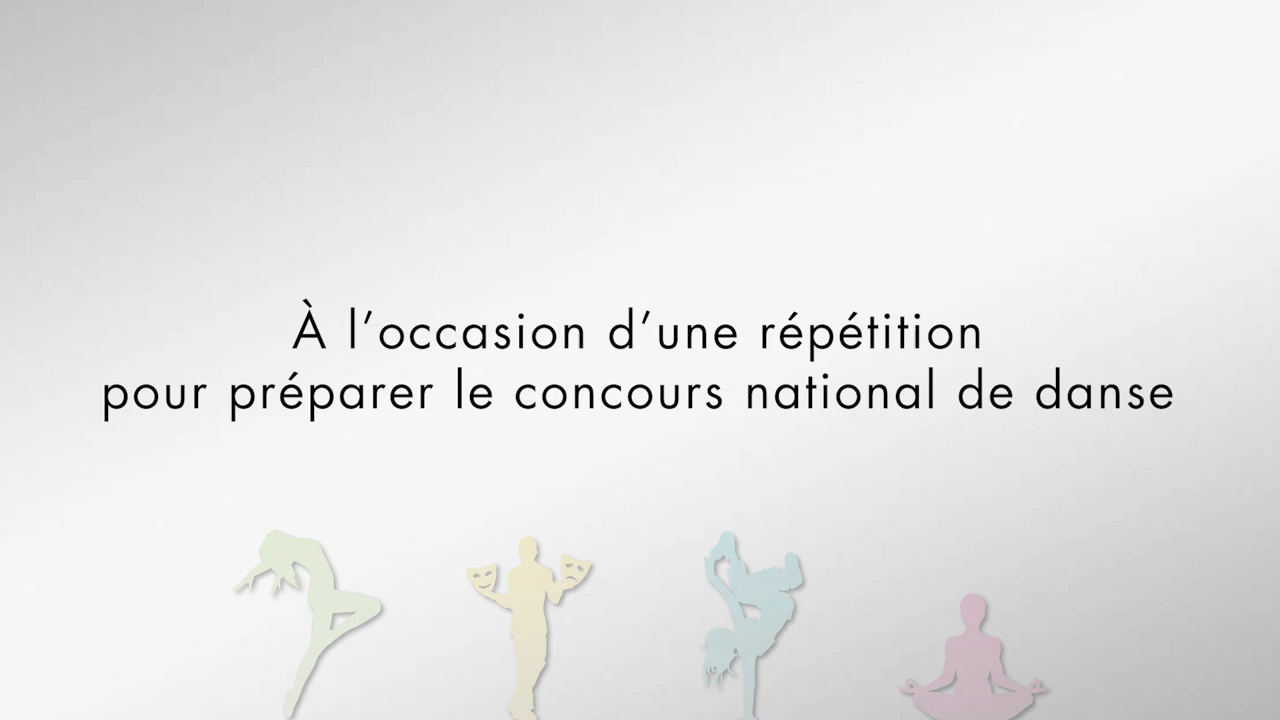 À l’occasion d’une répétition
pour préparer le concours national de danse